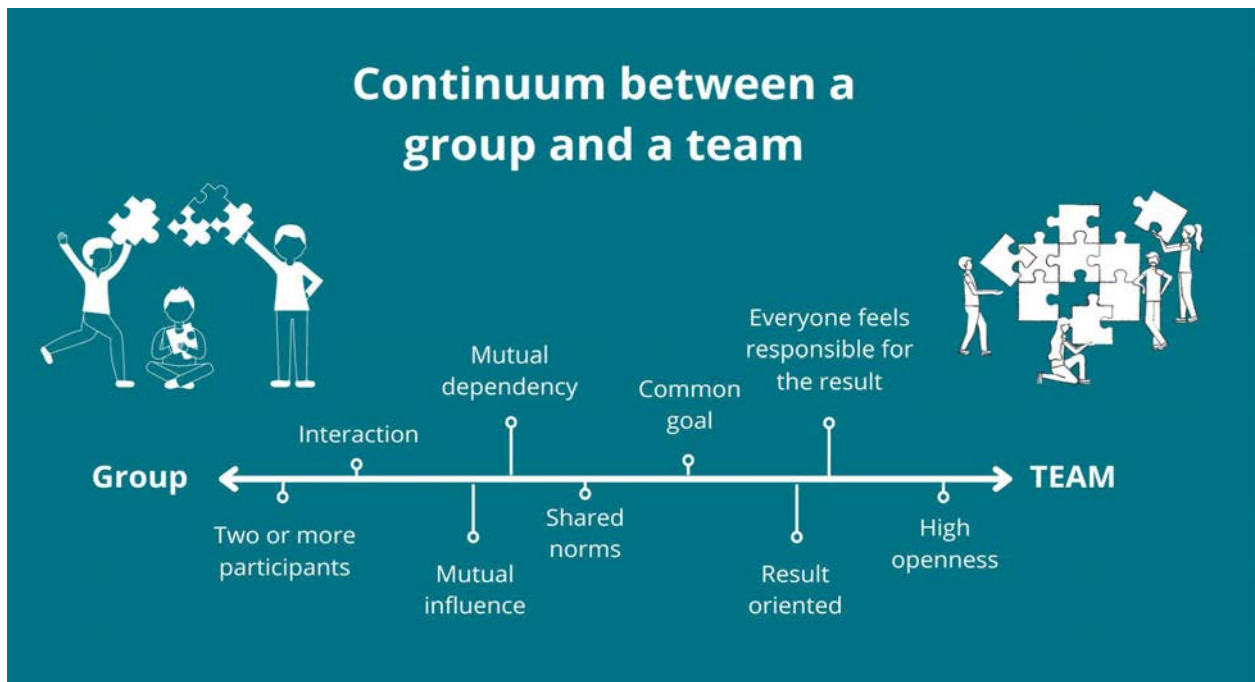 Continuum between a
group and a team
Everyone feels
responsible for
the result
Mutual
dependency
Common
goal
Interaction
Group
TEAM
Two or more
participants
Shared
norms
High
openness
Mutual
influence
Result
oriented